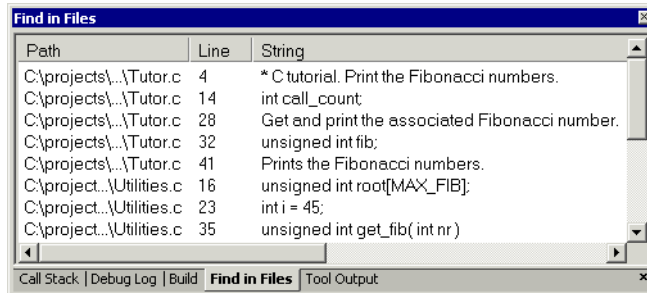 Find in Files
Path Line String
C:\projects\...\Tutor.c 4 * C tutorial. Print the Fibonacci numbers.
C:\projects\...\Tutor.c 14 int call_count;
C:\projects\...\Tutor.c 28 Get and print the associated Fibonacci number.
C:\projects\...\Tutor.c 32 unsigned int fib;
C:\projects\...\Tutor.c 41 Prints the Fibonacci numbers.
C:\project...\Utilities.c 16 unsigned int root[MAX_FIB];
C:\project...\Utilities.c 23 int i = 45;
C:\project...\Utilities.c 35 unsigned int get_fib( int nr )
Call Stack | Debug Log | Build Find in Files Tool Output